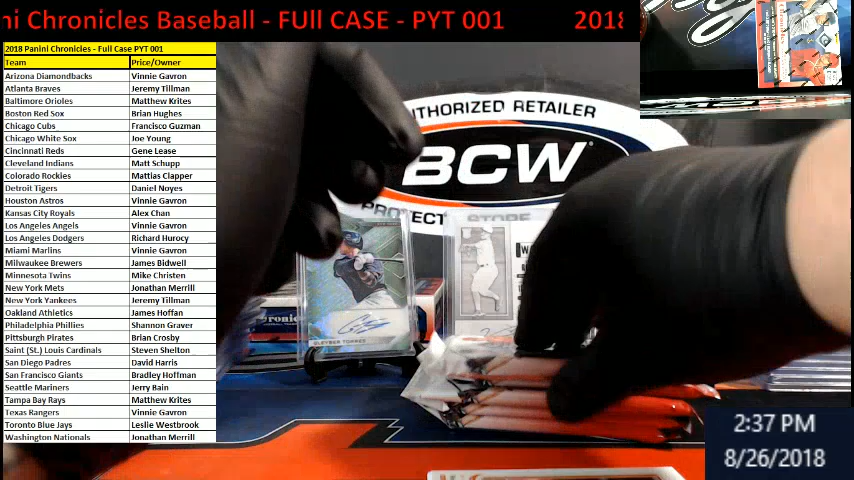 ni Chronicles Baseball - FUll CASE - PYT 001 2018
2018 Panini Chronicles - Full Case PYT 001
Team Price/Owner
Arizona Diamondbacks Vinnie Gavron
Atlanta Braves Jeremy Tillman
Baltimore Orioles Matthew Krites
Boston Red Sox Brian Hughes
Chicago Cubs Francisco Guzman
Chicago White Sox Joe Young
Cincinnati Reds Gene Lease
Cleveland Indians Matt Schupp
Colorado Rockies Mattias Clapper
Detroit Tigers Daniel Noyes
Houston Astros Vinnie Gavron
Kansas City Royals Alex Chan
Los Angeles Angels Vinnie Gavron
Los Angeles Dodgers Richard Hurocy
Miami Marlins Vinnie Gavron
Milwaukee Brewers James Bidwell
Minnesota Twins Mike Christen
New York Mets Jonathan Merrill
New York Yankees Jeremy Tillman
Oakland Athletics James Hoffan
Philadelphia Phillies Shannon Graver
Pittsburgh Pirates Brian Crosby
Saint (St.) Louis Cardinals Steven Shelton
San Diego Padres David Harris
San Francisco Giants Bradley Hoffman
Seattle Mariners Jerry Bain
Tampa Bay Rays Matthew Krites
Texas Rangers Vinnie Gavron
Toronto Blue Jays Leslie Westbrook
Washington Nationals Jonathan Merrill
UTHORIZED RETAILER
BCW
PROTECT STORE
GLEYBER TORRES
2:37 PM
8/26/2018